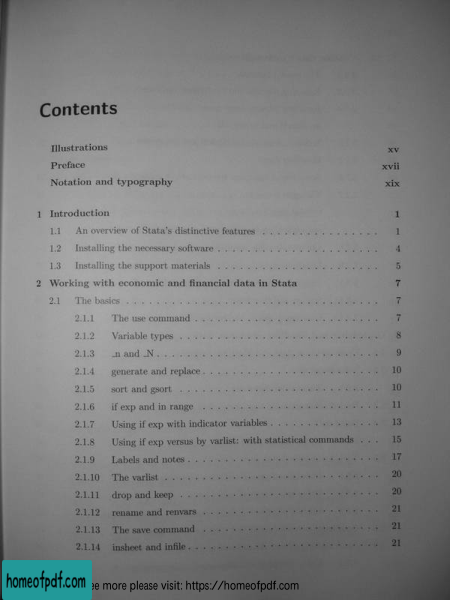 Contents
Illustrations xv
Preface xvii
Notation and typography xix
1 Introduction 1
1.1 An overview of Stata's distinctive features . . . . . . . . . . . . . . 1
1.2 Installing the necessary software . . . . . . . . . . . . . . . . . . . 4
1.3 Installing the support materials . . . . . . . . . . . . . . . . . . . 5
2 Working with economic and financial data in Stata 7
2.1 The basics . . . . . . . . . . . . . . . . . . . . . . . . . . . . . 7
2.1.1 The use command . . . . . . . . . . . . . . . . . . . . . 7
2.1.2 Variable types . . . . . . . . . . . . . . . . . . . . . . . 8
2.1.3 _n and _N . . . . . . . . . . . . . . . . . . . . . . . . . 9
2.1.4 generate and replace . . . . . . . . . . . . . . . . . . . . 10
2.1.5 sort and gsort . . . . . . . . . . . . . . . . . . . . . . . 10
2.1.6 if exp and in range . . . . . . . . . . . . . . . . . . . . 11
2.1.7 Using if exp with indicator variables . . . . . . . . . . . . 13
2.1.8 Using if exp versus by varlist: with statistical commands . . . 15
2.1.9 Labels and notes . . . . . . . . . . . . . . . . . . . . . . 17
2.1.10 The varlist . . . . . . . . . . . . . . . . . . . . . . . . 20
2.1.11 drop and keep . . . . . . . . . . . . . . . . . . . . . . . 20
2.1.12 rename and renvars . . . . . . . . . . . . . . . . . . . . 21
2.1.13 The save command . . . . . . . . . . . . . . . . . . . . 21
2.1.14 insheet and infile . . . . . . . . . . . . . . . . . . . . . 21
homeofpdf.com
ee more please visit: https://homeofpdf.com